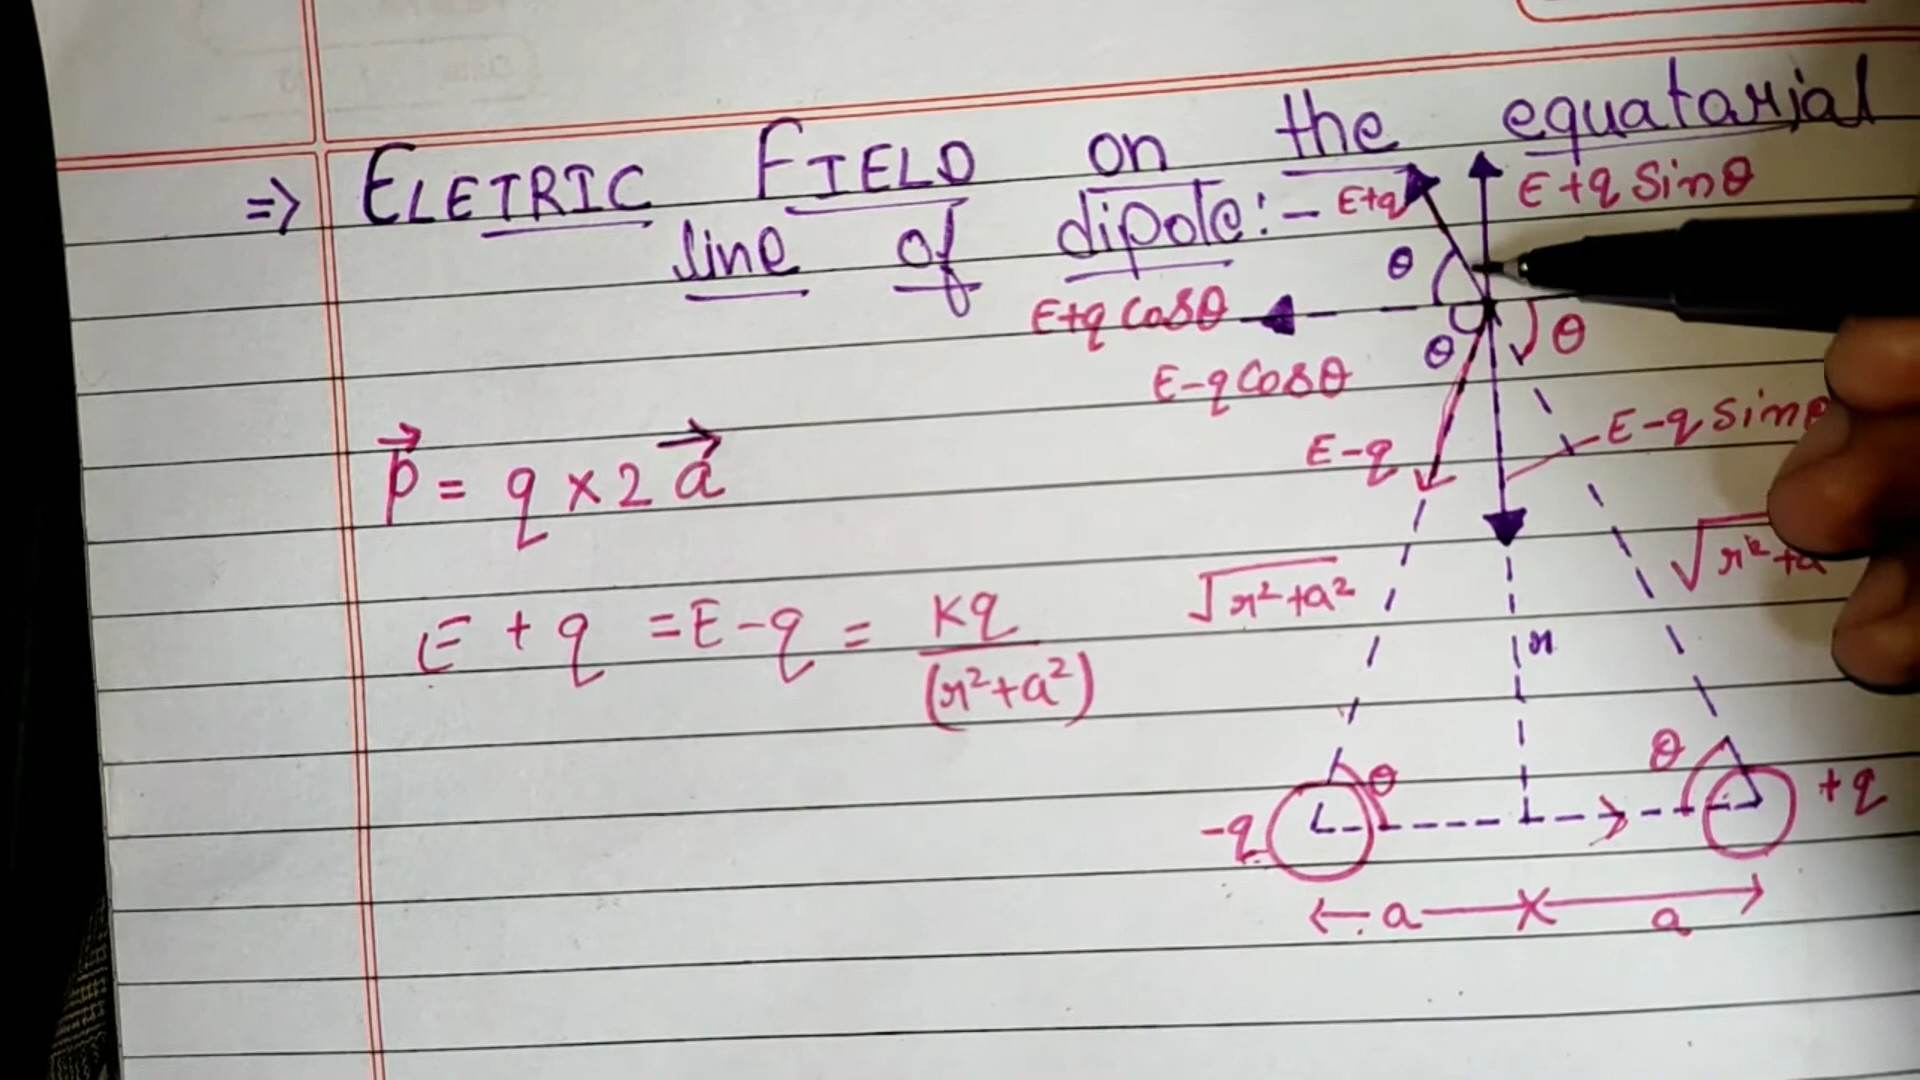 => ELETRIC FIELD on the equatarial
line of dipole:-
E+q
E+q Sinθ
θ
E+q Cosθ
θ
θ
E-q Cosθ
E-q
E-q Sin
p = q × 2 a
E + q = E - q = Kq
(r²+a²)
√r²+a²
r
θ
θ
-q
+q
a
a